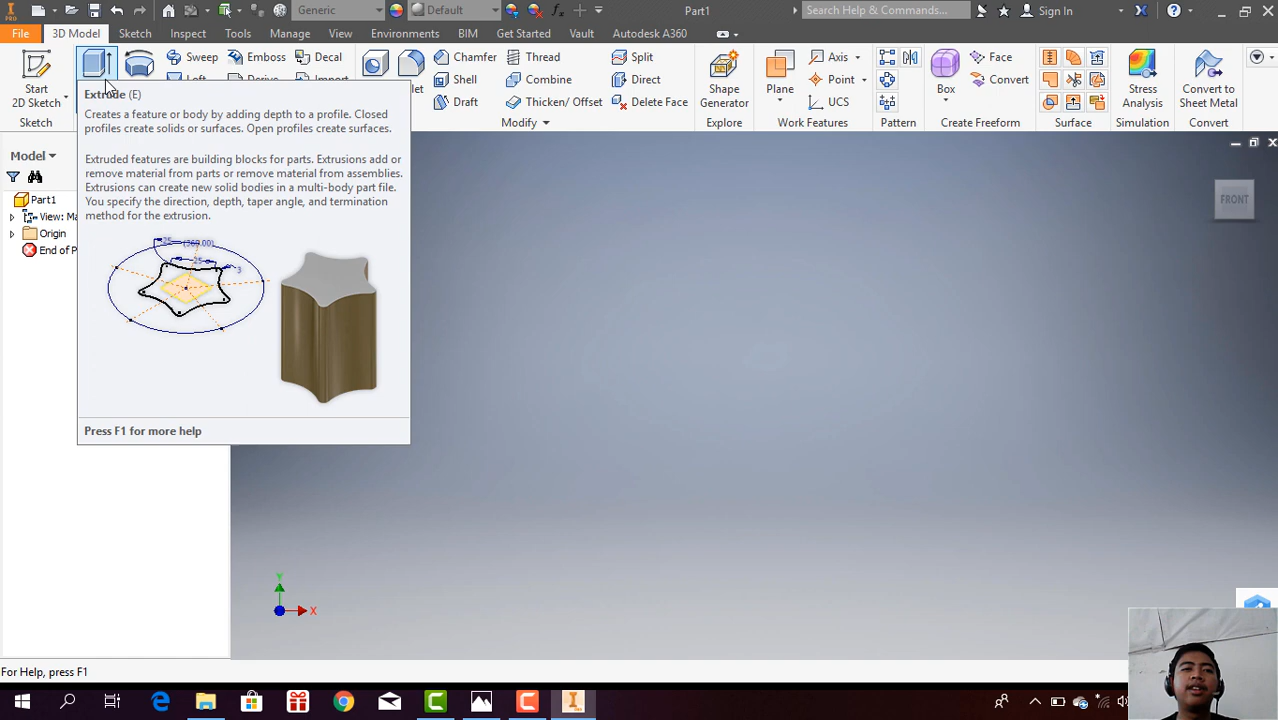 PRO
Generic
Default
Part1
Search Help & Commands...
Sign In
File
3D Model
Sketch
Inspect
Tools
Manage
View
Environments
BIM
Get Started
Vault
Autodesk A360
Start
2D Sketch
Sketch
Sweep
Emboss
Decal
Chamfer
Shell
Draft
Thread
Combine
Thicken/ Offset
Split
Direct
Delete Face
Modify
Shape
Generator
Explore
Plane
Axis
Point
UCS
Work Features
Pattern
Box
Face
Convert
Create Freeform
Surface
Stress
Analysis
Simulation
Convert to
Sheet Metal
Convert
Extrude (E)
Creates a feature or body by adding depth to a profile. Closed
profiles create solids or surfaces. Open profiles create surfaces.
Extruded features are building blocks for parts. Extrusions add or
remove material from parts or remove material from assemblies.
Extrusions can create new solid bodies in a multi-body part file.
You specify the direction, depth, taper angle, and termination
method for the extrusion.
(360.00)
25
3
Press F1 for more help
Model
Part1
View: Ma
Origin
End of P
FRONT
Y
X
For Help, press F1